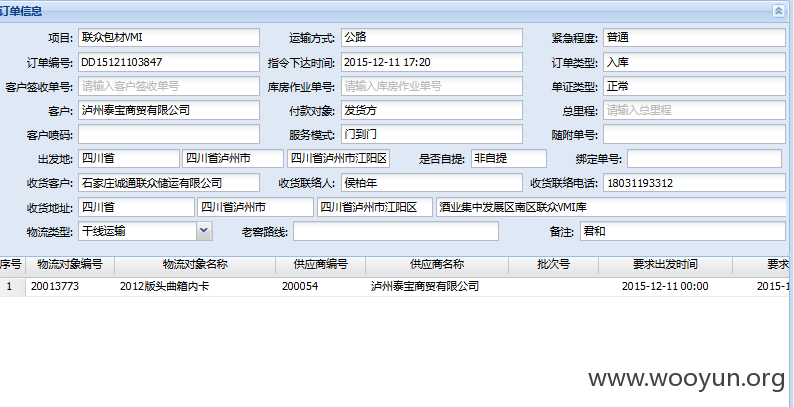 订单信息
项目: 联众包材VMI 运输方式: 公路 紧急程度: 普通
订单编号: DD15121103847 指令下达时间: 2015-12-11 17:20 订单类型: 入库
客户签收单号: 请输入客户签收单号 库房作业单号: 请输入库房作业单号 单证类型: 正常
客户: 泸州泰宝商贸有限公司 付款对象: 发货方 总里程: 请输入总里程
客户喷码: 服务模式: 门到门 随附单号:
出发地: 四川省 四川省泸州市 四川省泸州市江阳区 是否自提: 非自提 绑定单号:
收货客户: 石家庄诚通联众储运有限公司 收货联络人: 侯柏年 收货联络电话: 18031193312
收货地址: 四川省 四川省泸州市 四川省泸州市江阳区 酒业集中发展区南区联众VMI库
物流类型: 干线运输 老窖路线: 备注: 君和
序号 物流对象编号 物流对象名称 供应商编号 供应商名称 批次号 要求出发时间 要求
1 20013773 2012版头曲箱内卡 200054 泸州泰宝商贸有限公司 2015-12-11 00:00 2015-1
www.wooyun.org